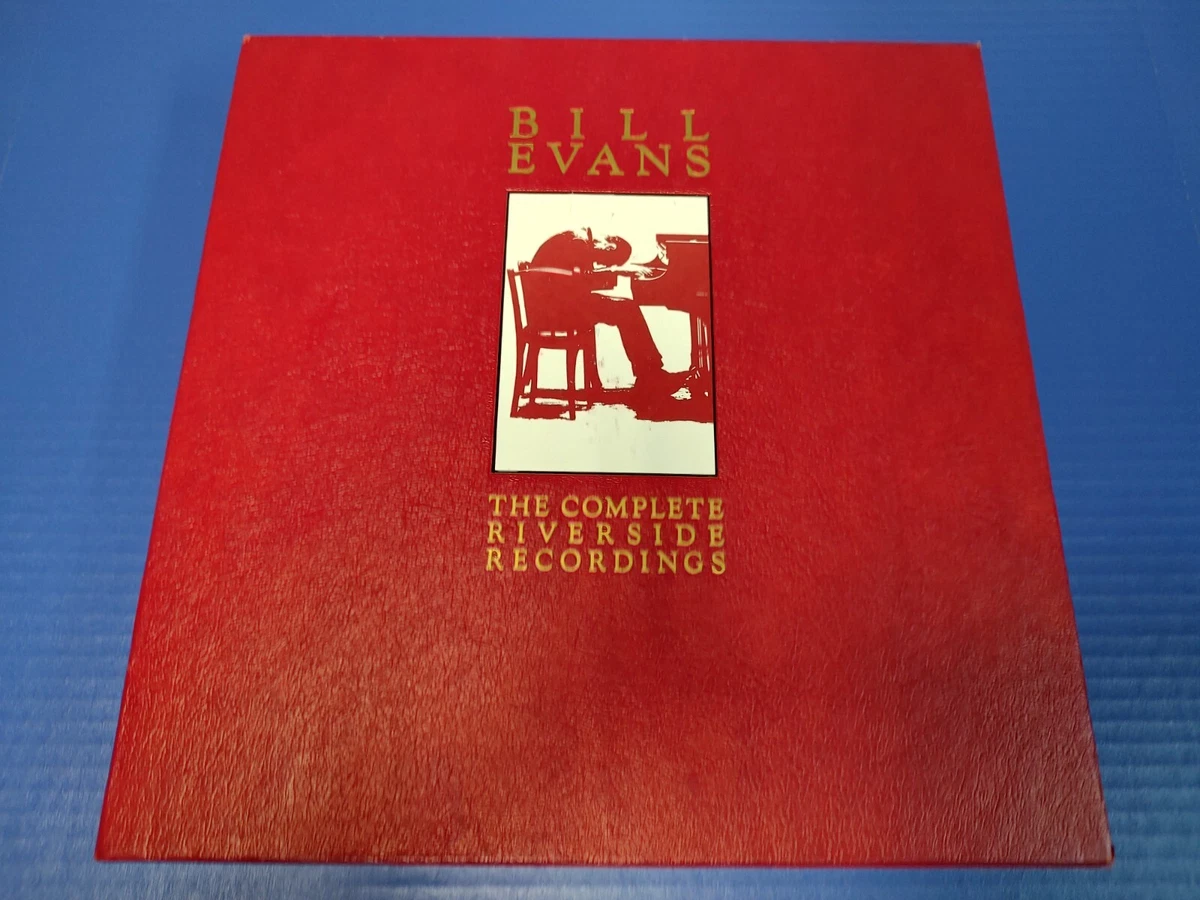 BILL
EVANS
THE COMPLETE
RIVERSIDE
RECORDINGS